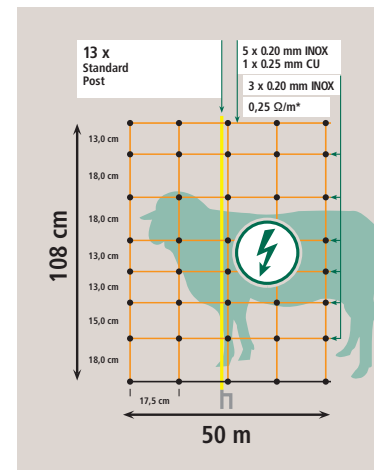 13 x
Standard
Post
5 x 0.20 mm INOX
1 x 0.25 mm CU
3 x 0.20 mm INOX
0,25 Ω/m*
108 cm
13,0 cm
18,0 cm
18,0 cm
13,0 cm
13,0 cm
15,0 cm
18,0 cm
17,5 cm
50 m